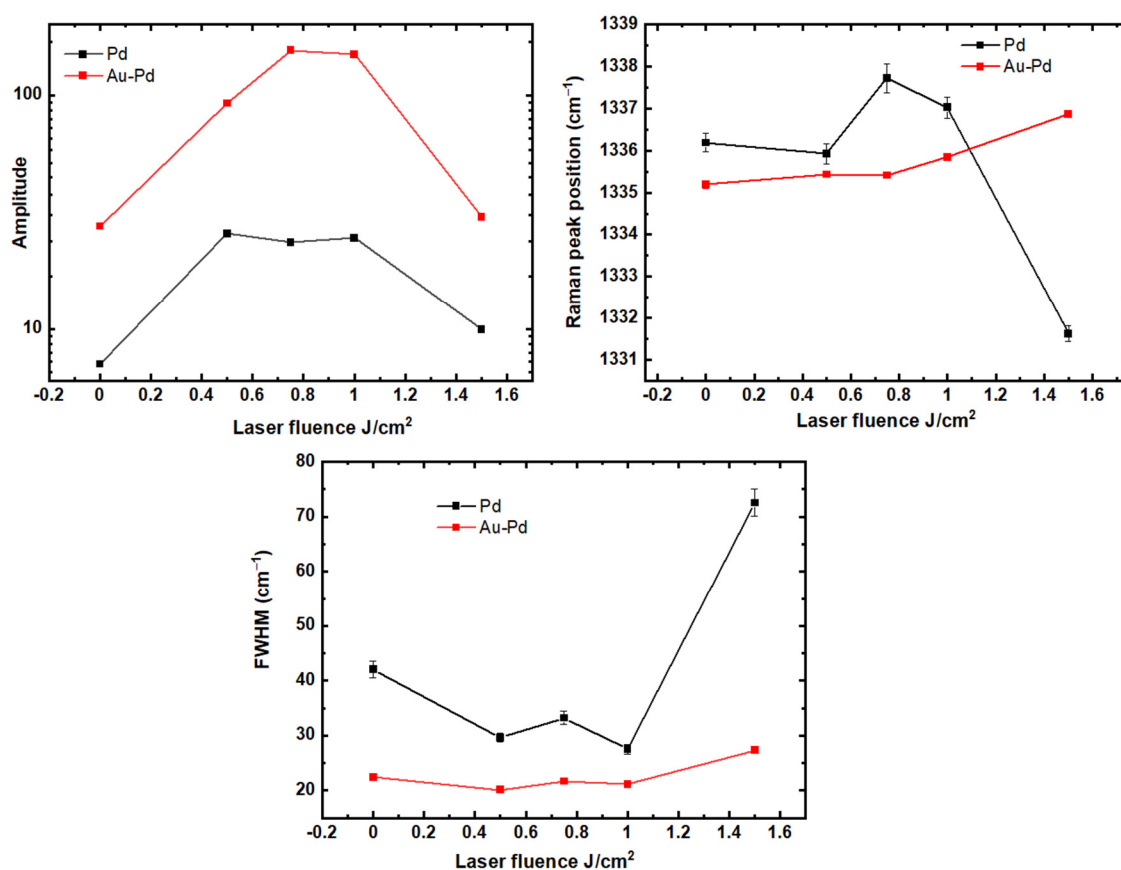 Pd
Au-Pd
Amplitude
100
10
-0.2 0 0.2 0.4 0.6 0.8 1 1.2 1.4 1.6
Laser fluence J/cm²
Pd
Au-Pd
Raman peak position (cm⁻¹)
1339
1338
1337
1336
1335
1334
1333
1332
1331
0 0.2 0.4 0.6 0.8 1 1.2 1.4 1.6
Laser fluence J/cm²
Pd
Au-Pd
FWHM (cm⁻¹)
80
70
60
50
40
30
20
-0.2 0 0.2 0.4 0.6 0.8 1 1.2 1.4 1.6
Laser fluence J/cm²